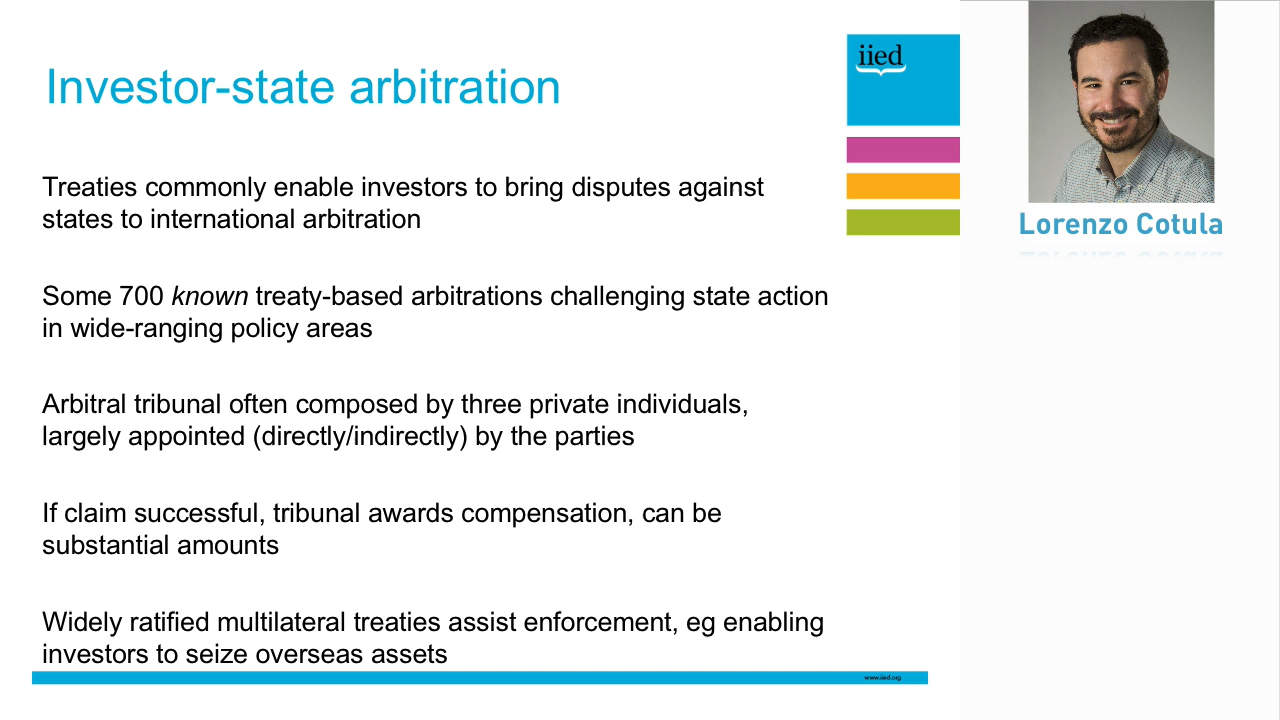 Investor-state arbitration
iied
Lorenzo Cotula
Treaties commonly enable investors to bring disputes against
states to international arbitration
Some 700 known treaty-based arbitrations challenging state action
in wide-ranging policy areas
Arbitral tribunal often composed by three private individuals,
largely appointed (directly/indirectly) by the parties
If claim successful, tribunal awards compensation, can be
substantial amounts
Widely ratified multilateral treaties assist enforcement, eg enabling
investors to seize overseas assets
www.iied.org